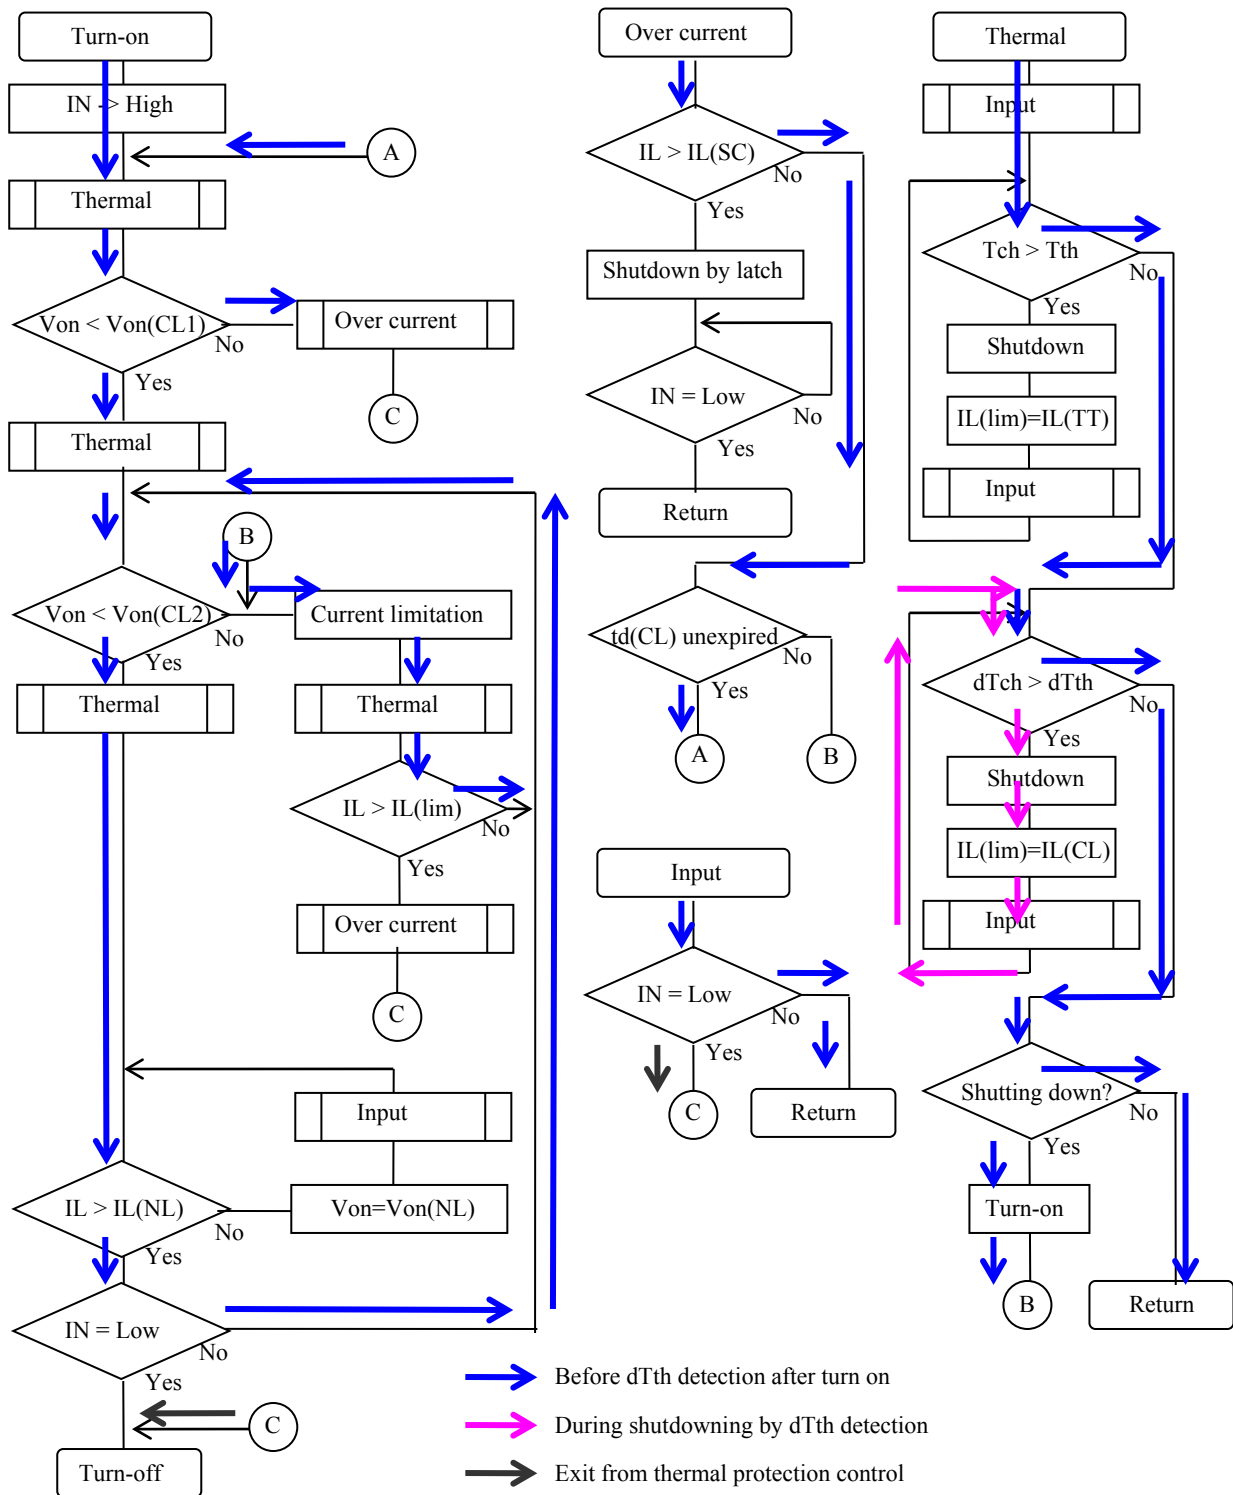 Turn-on
IN -> High
A
Thermal
Von < Von(CL1)
No
Yes
Over current
C
Thermal
B
Von < Von(CL2)
No
Yes
Current limitation
Thermal
Thermal
IL > IL(lim)
No
Yes
Over current
C
Input
Von=Von(NL)
IL > IL(NL)
No
Yes
IN = Low
No
Yes
C
Turn-off
Over current
IL > IL(SC)
No
Yes
Shutdown by latch
IN = Low
No
Yes
Return
td(CL) unexpired
No
Yes
A
B
Input
IN = Low
No
Yes
C
Return
Thermal
Input
Tch > Tth
No
Yes
Shutdown
IL(lim)=IL(TT)
Input
dTch > dTth
No
Yes
Shutdown
IL(lim)=IL(CL)
Input
Shutting down?
No
Yes
Turn-on
B
Return
Before dTth detection after turn on
During shutdowning by dTth detection
Exit from thermal protection control